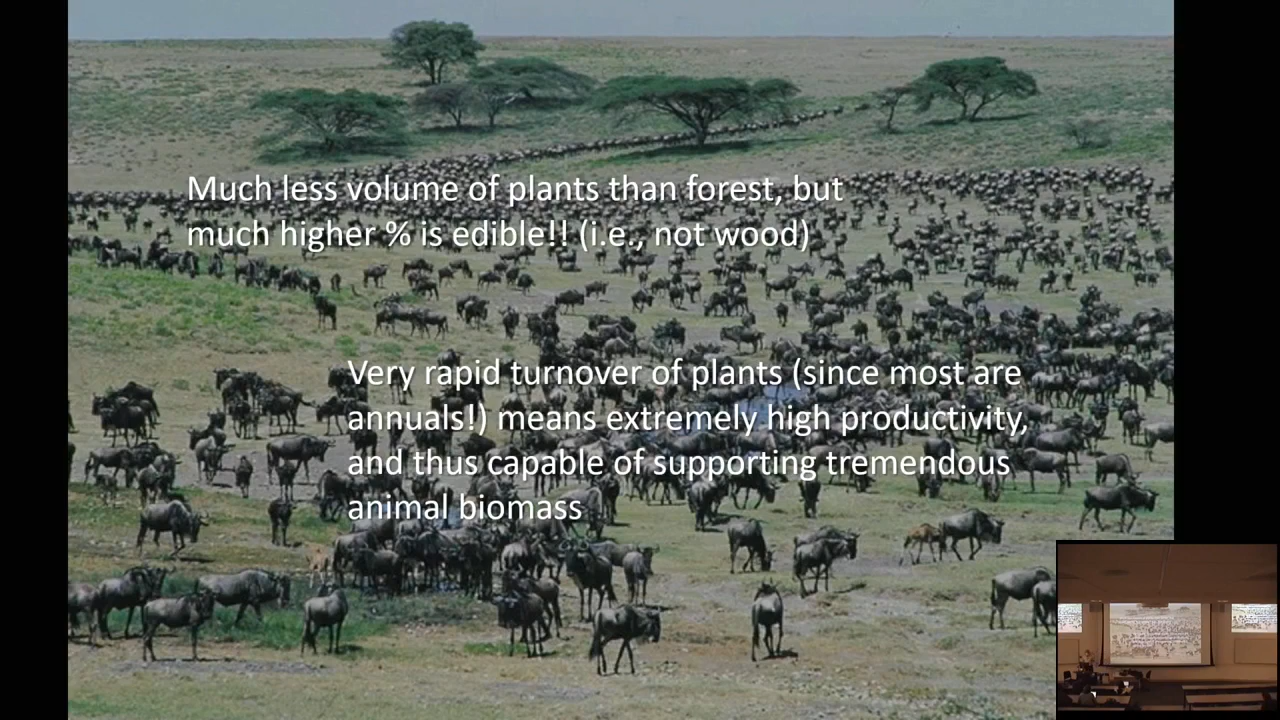 Much less volume of plants than forest, but
much higher % is edible!! (i.e., not wood)
Very rapid turnover of plants (since most are
annuals!) means extremely high productivity,
and thus capable of supporting tremendous
animal biomass